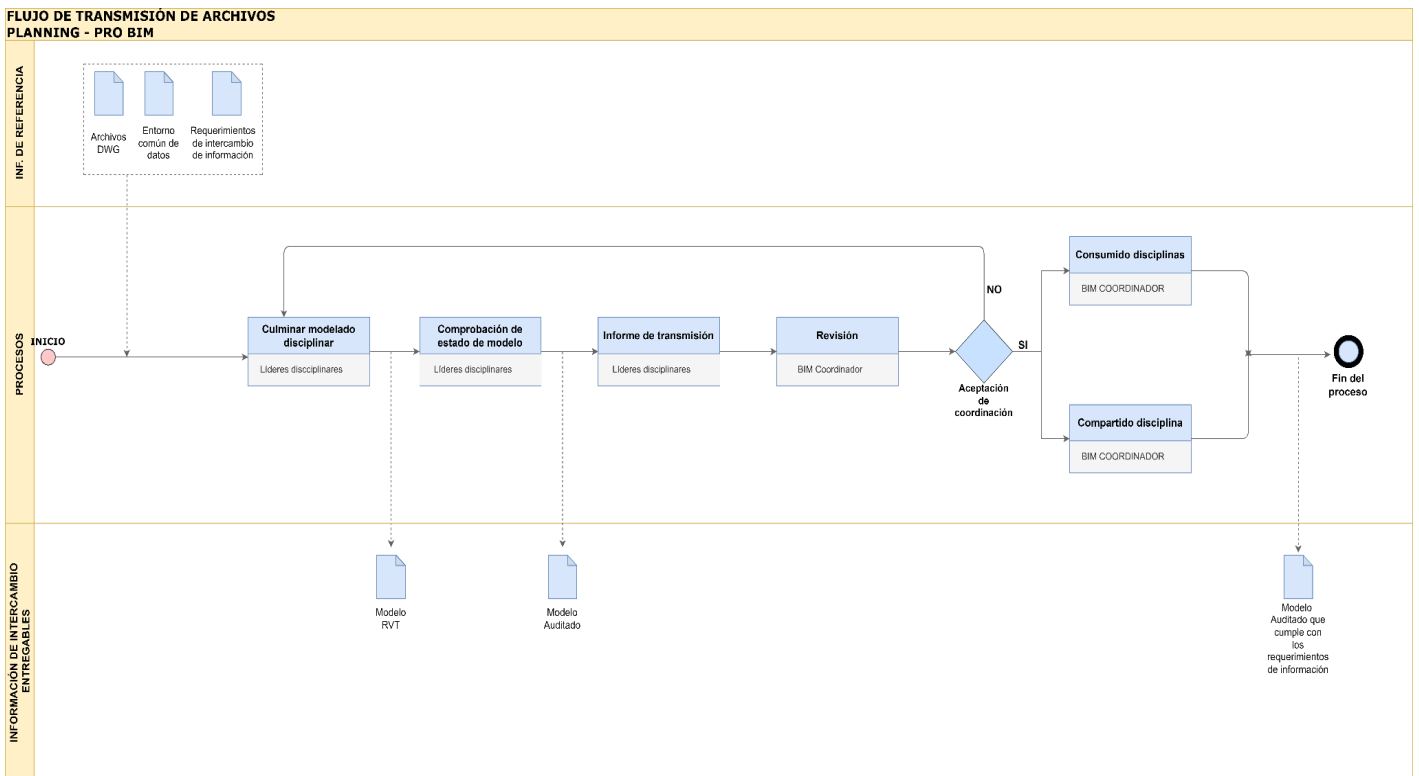 FLUJO DE TRANSMISIÓN DE ARCHIVOS
PLANNING - PRO BIM
INF. DE REFERENCIA
Archivos
DWG
Entorno
común de
datos
Requerimientos
de intercambio
de información
PROCESOS
INICIO
Culminar modelado
disciplinar
Líderes discciplinares
Comprobación de
estado de modelo
Líderes disciplinares
Informe de transmisión
Líderes disciplinares
Revisión
BIM Coordinador
NO
SI
Aceptación
de
coordinación
Consumido disciplinas
BIM COORDINADOR
Compartido disciplina
BIM COORDINADOR
Fin del
proceso
INFORMACIÓN DE INTERCAMBIO
ENTREGABLES
Modelo
RVT
Modelo
Auditado
Modelo
Auditado que
cumple con
los
requerimientos
de información